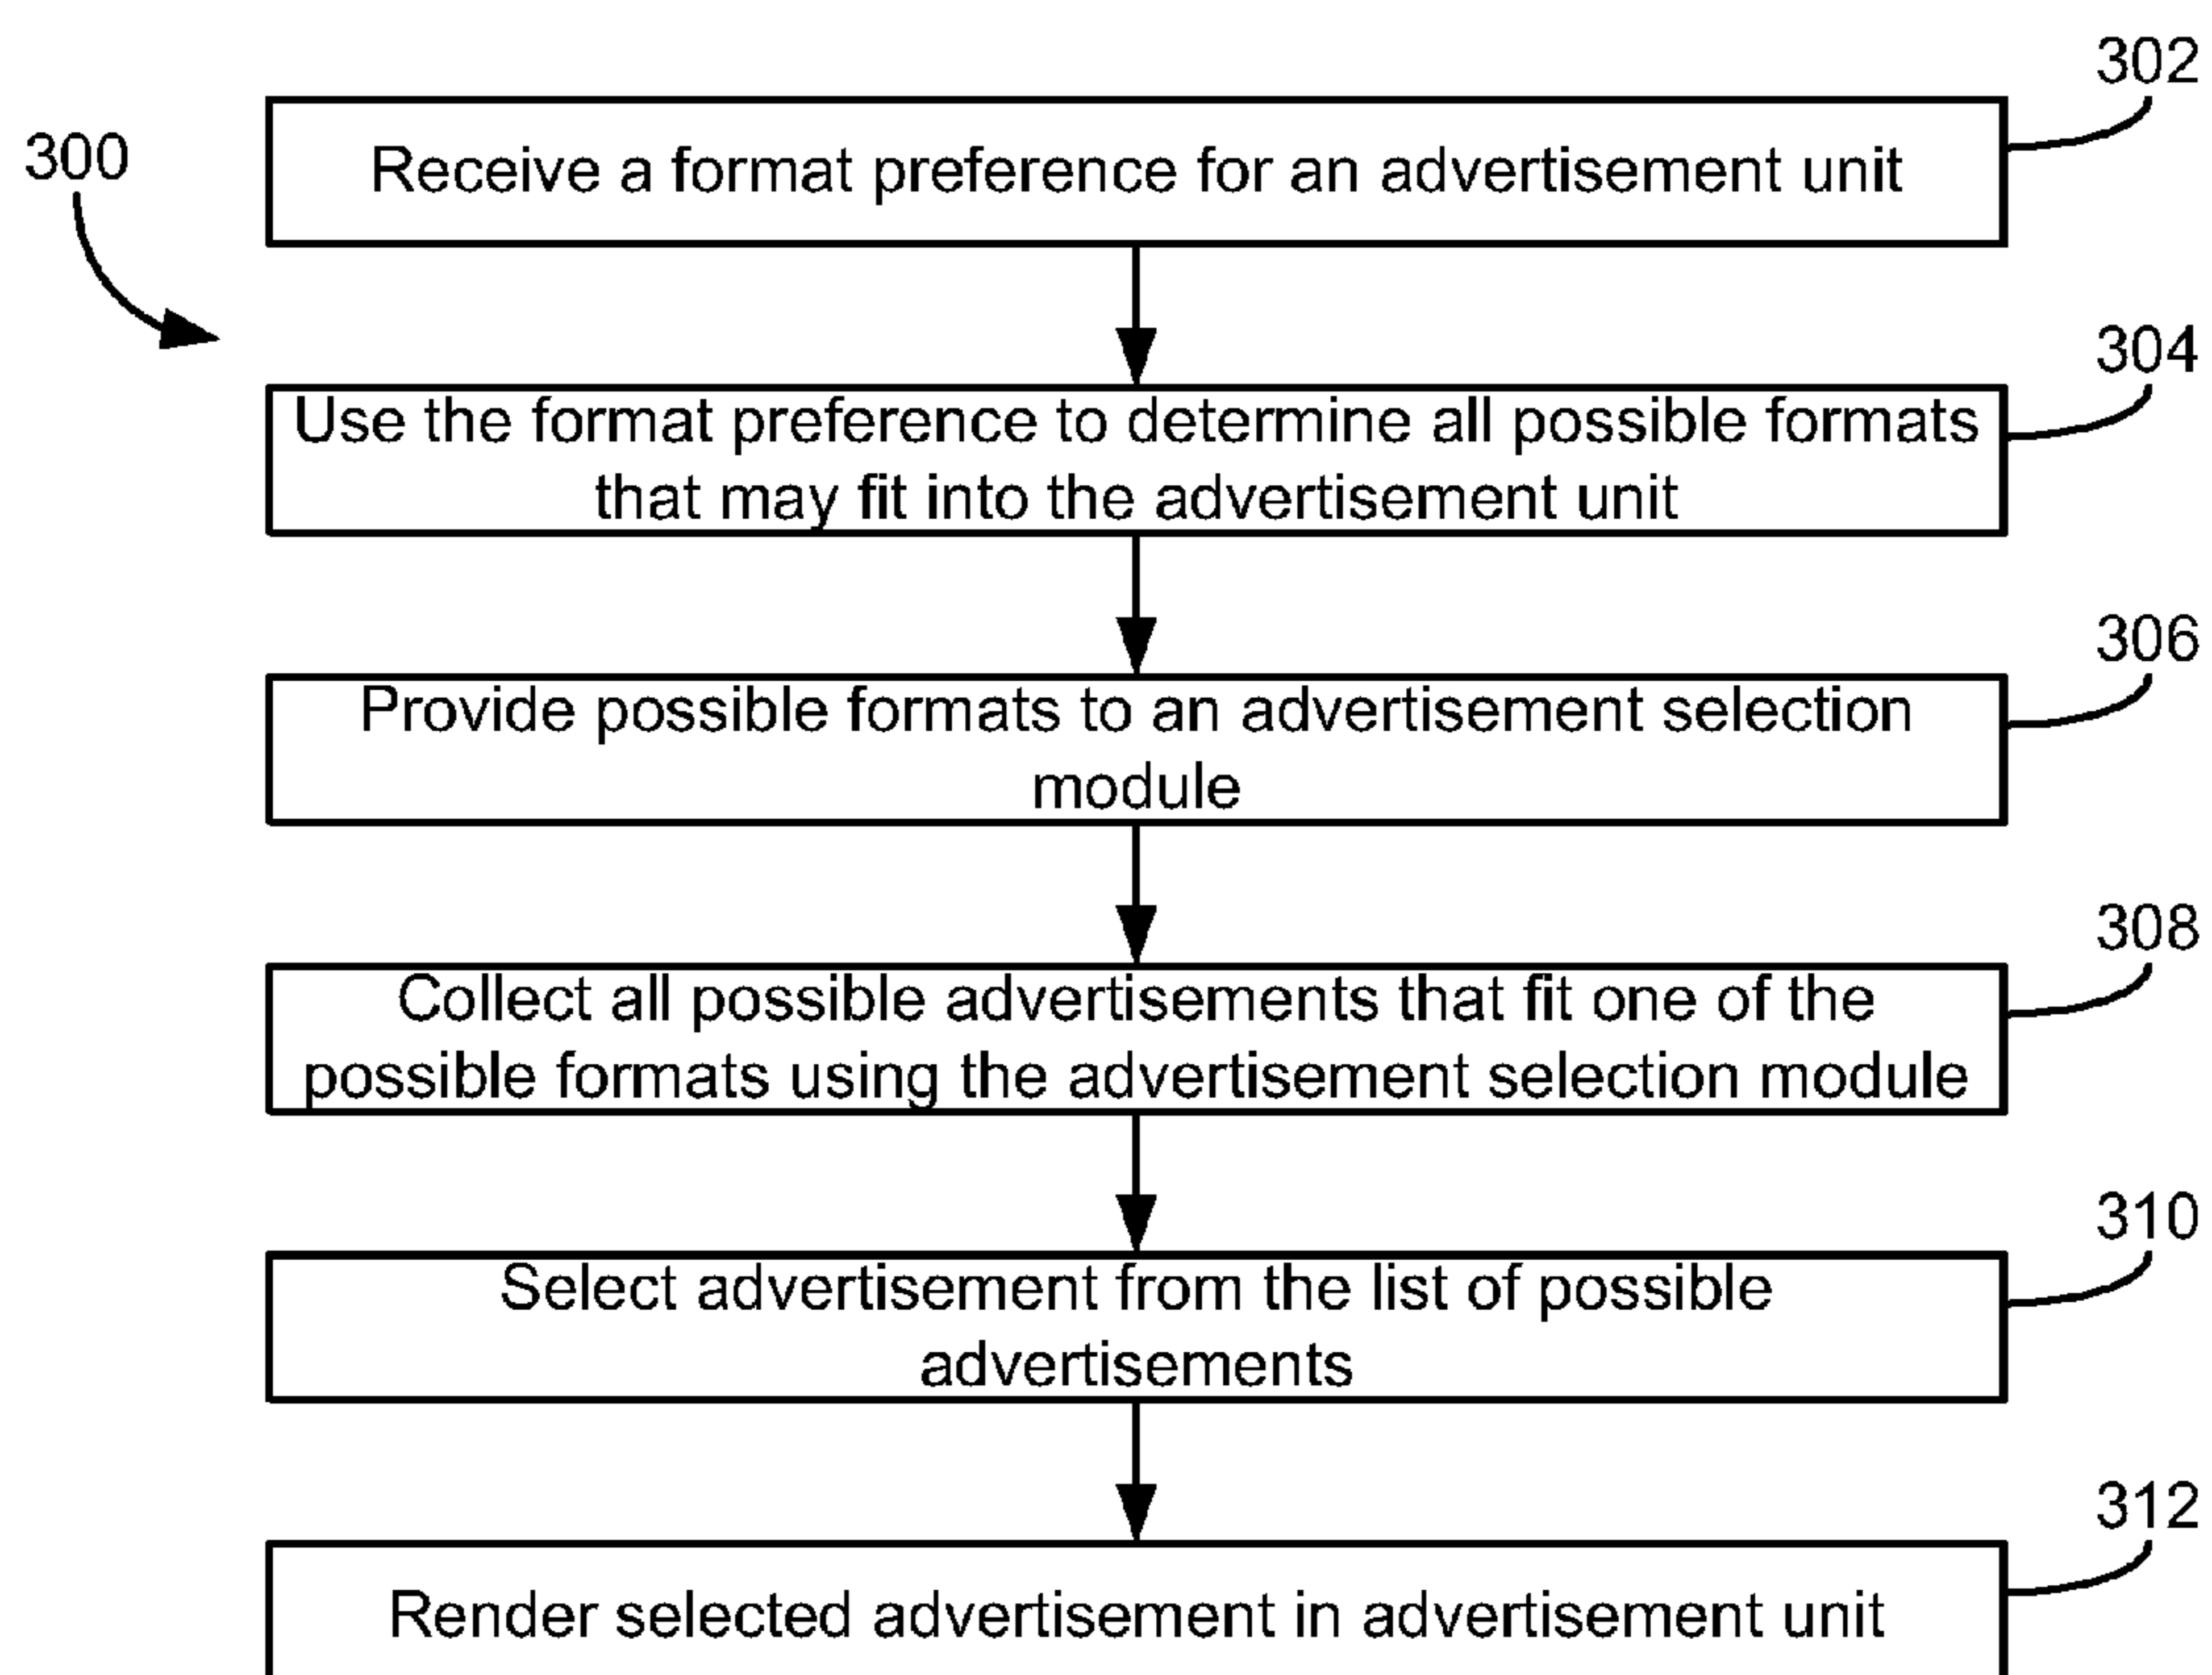 302
300
Receive a format preference for an advertisement unit
304
Use the format preference to determine all possible formats
that may fit into the advertisement unit
306
Provide possible formats to an advertisement selection
module
308
Collect all possible advertisements that fit one of the
possible formats using the advertisement selection module
310
Select advertisement from the list of possible
advertisements
312
Render selected advertisement in advertisement unit